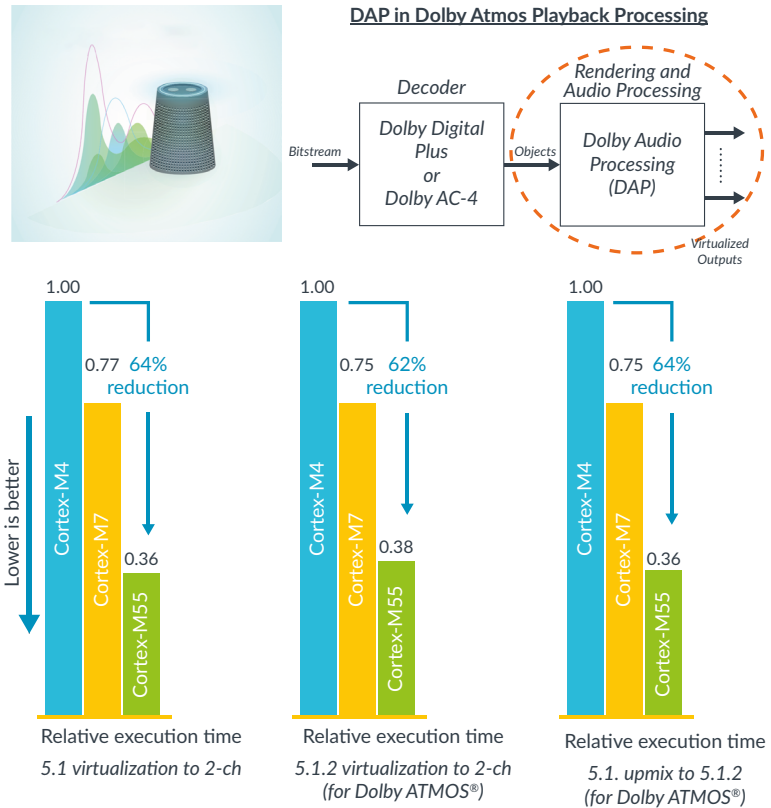 DAP in Dolby Atmos Playback Processing
Decoder
Rendering and
Audio Processing
Bitstream
Dolby Digital
Plus
or
Dolby AC-4
Objects
Dolby Audio
Processing
(DAP)
Virtualized
Outputs
Lower is better
1.00
0.77
64%
reduction
0.36
Cortex-M4
Cortex-M7
Cortex-M55
Relative execution time
5.1 virtualization to 2-ch
1.00
0.75
62%
reduction
0.38
Cortex-M4
Cortex-M7
Cortex-M55
Relative execution time
5.1.2 virtualization to 2-ch
(for Dolby ATMOS®)
1.00
0.75
64%
reduction
0.36
Cortex-M4
Cortex-M7
Cortex-M55
Relative execution time
5.1. upmix to 5.1.2
(for Dolby ATMOS®)